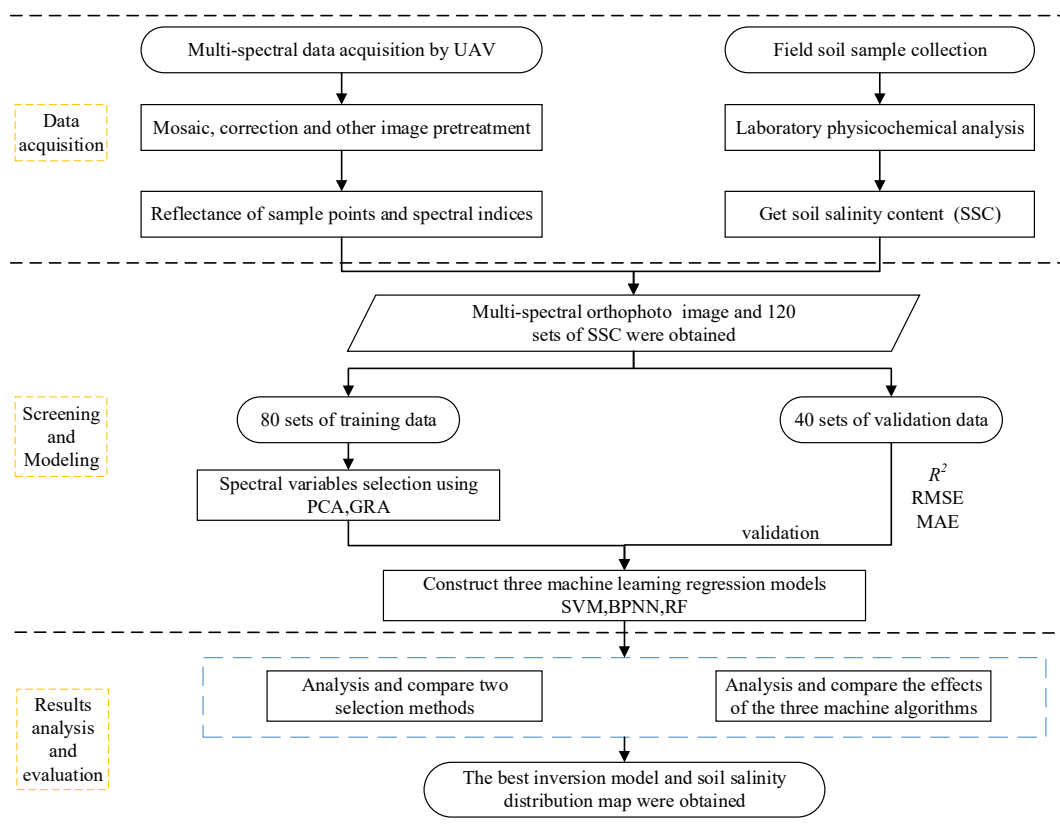 Multi-spectral data acquisition by UAV
Field soil sample collection
Data
acquisition
Mosaic, correction and other image pretreatment
Laboratory physicochemical analysis
Reflectance of sample points and spectral indices
Get soil salinity content (SSC)
Multi-spectral orthophoto image and 120
sets of SSC were obtained
Screening
and
Modeling
80 sets of training data
40 sets of validation data
Spectral variables selection using
PCA,GRA
R²
RMSE
MAE
validation
Construct three machine learning regression models
SVM,BPNN,RF
Results
analysis
and
evaluation
Analysis and compare two
selection methods
Analysis and compare the effects
of the three machine algorithms
The best inversion model and soil salinity
distribution map were obtained